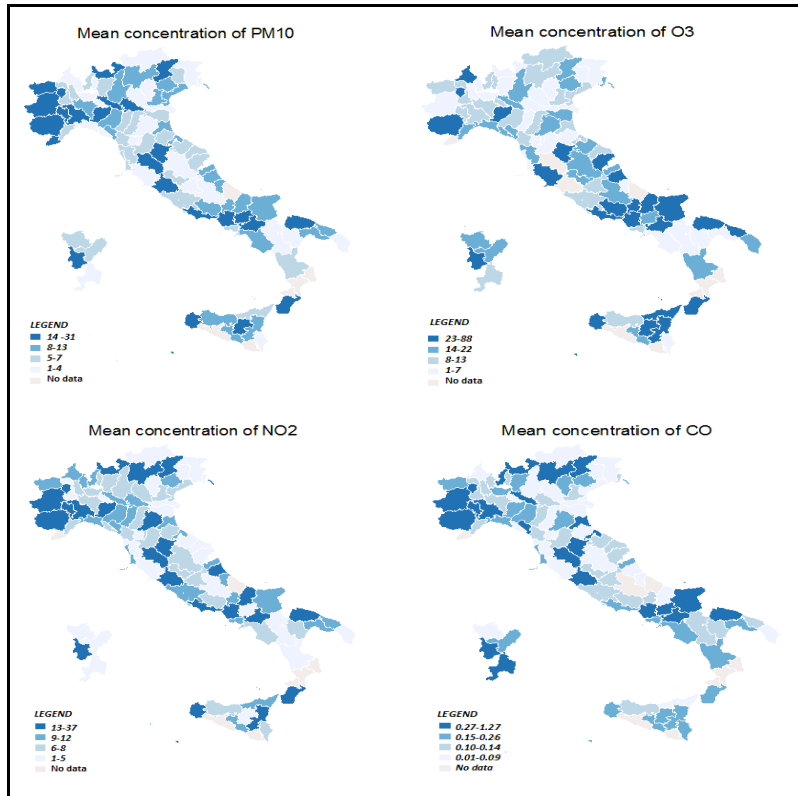 Mean concentration of PM10
LEGEND
14 -31
8-13
5-7
1-4
No data
Mean concentration of O3
LEGEND
23-88
14-22
8-13
1-7
No data
Mean concentration of NO2
LEGEND
13-37
9-12
6-8
1-5
No data
Mean concentration of CO
LEGEND
0.27-1.27
0.15-0.26
0.10-0.14
0.01-0.09
No data